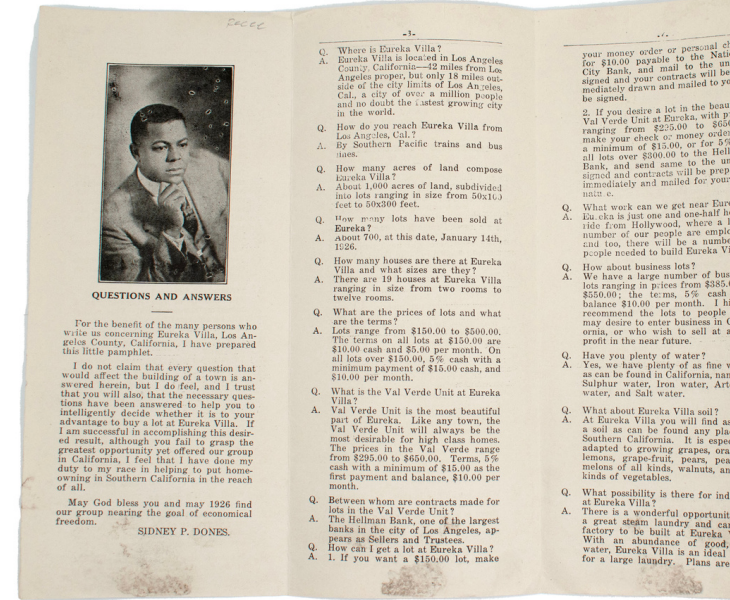 QUESTIONS AND ANSWERS
For the benefit of the many persons who
write us concerning Eureka Villa, Los An-
geles County, California, I have prepared
this little pamphlet.
I do not claim that every question that
would affect the building of a town is an-
swered herein, but I do feel, and I trust
that you will also, that the necessary ques-
tions have been answered to help you to
intelligently decide whether it is to your
advantage to buy a lot at Eureka Villa. If
I am successful in accomplishing this desir-
ed result, although you fail to grasp the
greatest opportunity yet offered our group
in California, I feel that I have done my
duty to my race in helping to put home-
owning in Southern California in the reach
of all.
May God bless you and may 1926 find
our group nearing the goal of economical
freedom.
SIDNEY P. DONES.
-3-
Q. Where is Eureka Villa?
A. Eureka Villa is located in Los Angeles
County, California—42 miles from Los
Angeles proper, but only 18 miles out-
side of the city limits of Los Angeles,
Cal., a city of over a million people
and no doubt the fastest growing city
in the world.
Q. How do you reach Eureka Villa from
Los Angeles, Cal.?
A. By Southern Pacific trains and bus
lines.
Q. How many acres of land compose
Eureka Villa?
A. About 1,000 acres of land, subdivided
into lots ranging in size from 50x100
feet to 50x300 feet.
Q. How many lots have been sold at
Eureka?
A. About 700, at this date, January 14th,
1926.
Q. How many houses are there at Eureka
Villa and what sizes are they?
A. There are 19 houses at Eureka Villa
ranging in size from two rooms to
twelve rooms.
Q. What are the prices of lots and what
are the terms?
A. Lots range from $150.00 to $500.00.
The terms on all lots at $150.00 are
$10.00 cash and $5.00 per month. On
all lots over $150.00, 5% cash with a
minimum payment of $15.00 cash, and
$10.00 per month.
Q. What is the Val Verde Unit at Eureka
Villa?
A. Val Verde Unit is the most beautiful
part of Eureka. Like any town, the
Val Verde Unit will always be the
most desirable for high class homes.
The prices in the Val Verde range
from $295.00 to $650.00. Terms, 5%
cash with a minimum of $15.00 as the
first payment and balance, $10.00 per
month.
Q. Between whom are contracts made for
lots in the Val Verde Unit?
A. The Hellman Bank, one of the largest
banks in the city of Los Angeles, ap-
pears as Sellers and Trustees.
Q. How can I get a lot at Eureka Villa?
A. 1. If you want a $150.00 lot, make
your money order or personal
for $10.00 payable to the
City Bank, and mail to the
signed and your contracts will be
mediately drawn and mailed to
be signed.
2. If you desire a lot in the
Val Verde Unit at Eureka, with
ranging from $295.00 to
make your check or money
a minimum of $15.00, or for
all lots over $300.00 to the
Bank, and send same to the
signed and contracts will be
immediately and mailed for
Q. What work can we get near
A. Eureka is just one and one-half
ride from Hollywood, where a
number of our people are
and too, there will be a
people needed to build Eureka
Q. How about business lots?
A. We have a large number of
lots ranging in prices from
$550.00; the terms, 5% cash
balance $10.00 per month. I
recommend the lots to people
may desire to enter business in
ornia, or who wish to sell at
profit in the near future.
Q. Have you plenty of water?
A. Yes, we have plenty of as fine
as can be found in California,
Sulphur water, Iron water,
water, and Salt water.
Q. What about Eureka Villa soil?
A. At Eureka you will find as
a soil as can be found any
Southern California. It is
adapted to growing grapes,
lemons, grape-fruit, pears,
melons of all kinds, walnuts,
kinds of vegetables.
Q. What possibility is there for
at Eureka Villa?
A. There is a wonderful
a great steam laundry and
factory to be built at Eureka
With an abundance of good,
water, Eureka Villa is an ideal
for a large laundry. Plans are